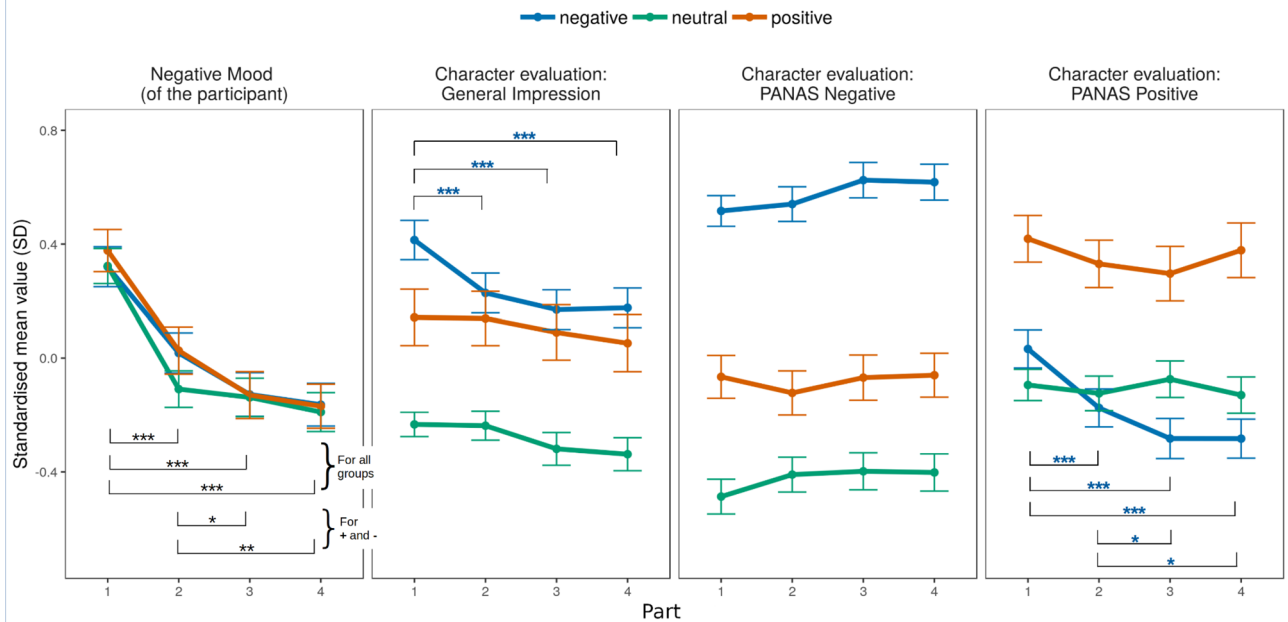 negative neutral positive
Negative Mood
(of the participant)
Character evaluation:
General Impression
Character evaluation:
PANAS Negative
Character evaluation:
PANAS Positive
Standardised mean value (SD)
0.8
0.4
0.0
-0.4
***
***
***
*
**
For all
groups
For
+ and -
***
***
***
***
***
***
*
*
1 2 3 4
1 2 3 4
1 2 3 4
1 2 3 4
Part